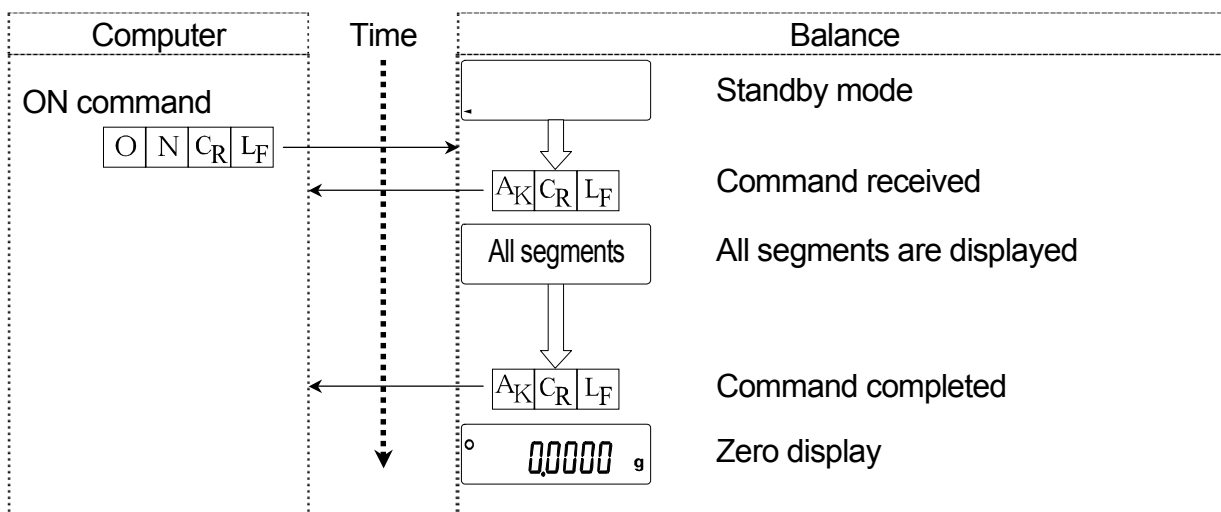 Computer Time Balance
Standby mode
ON command
O N CR LF
AK CR LF Command received
All segments All segments are displayed
AK CR LF Command completed
0.0000 g Zero display